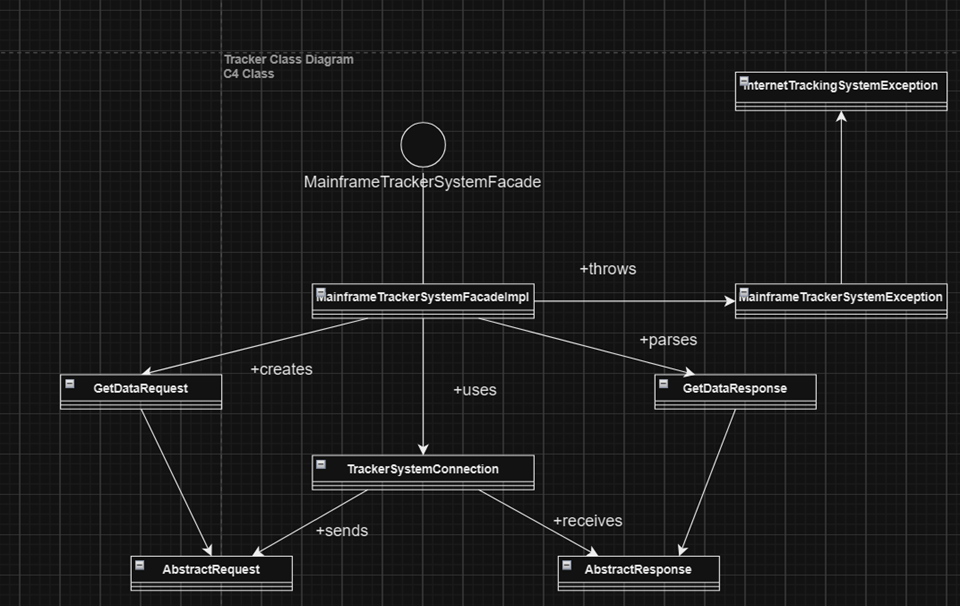 Tracker Class Diagram
C4 Class
InternetTrackingSystemException
MainframeTrackerSystemFacade
+throws
MainframeTrackerSystemFacadeImpl
MainframeTrackerSystemException
+creates
+uses
+parses
GetDataRequest
GetDataResponse
TrackerSystemConnection
+sends
+receives
AbstractRequest
AbstractResponse